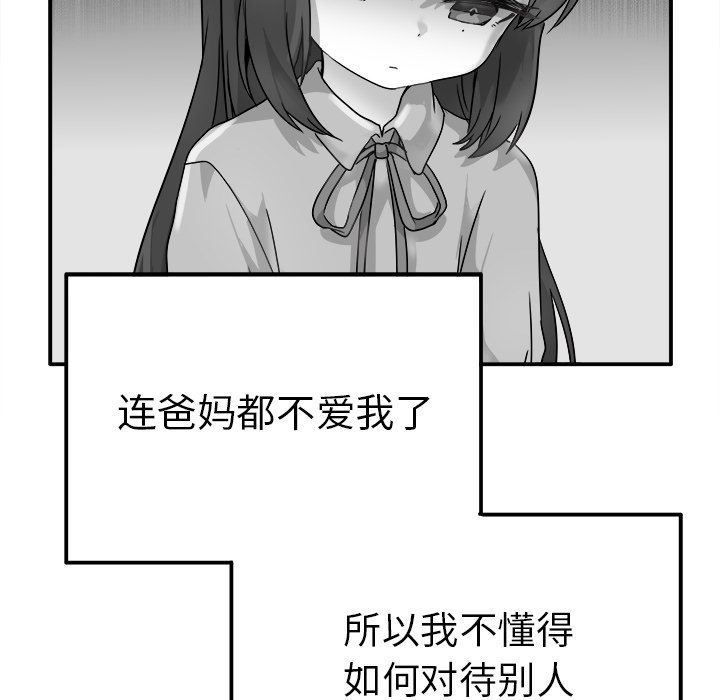 连爸妈都不爱我了
所以我不懂得
如何对待别人